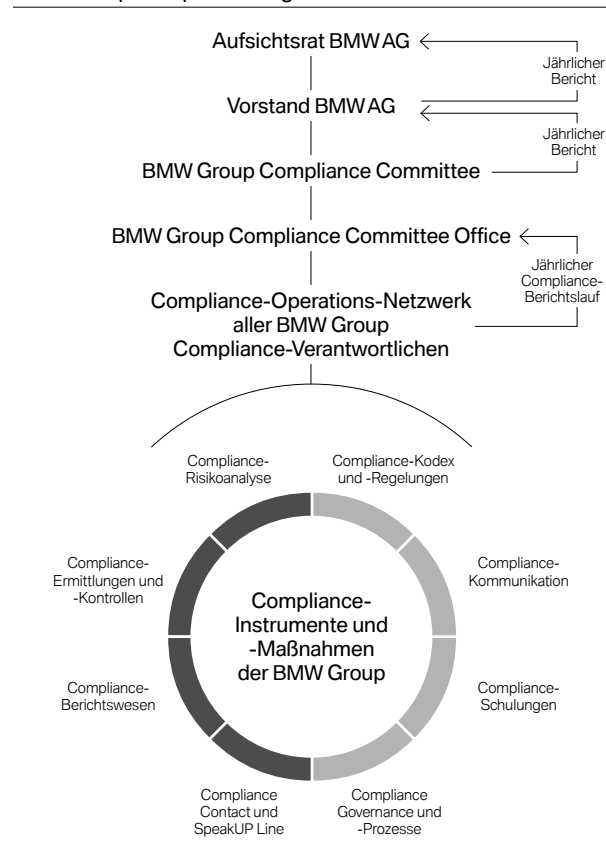 Aufsichtsrat BMW AG
Jährlicher
Bericht
Vorstand BMW AG
Jährlicher
Bericht
BMW Group Compliance Committee
BMW Group Compliance Committee Office
Jährlicher
Compliance-
Berichtslauf
Compliance-Operations-Netzwerk
aller BMW Group
Compliance-Verantwortlichen
Compliance-
Risikoanalyse
Compliance-Kodex
und -Regelungen
Compliance-
Ermittlungen und
-Kontrollen
Compliance-
Kommunikation
Compliance-
Instrumente und
-Maßnahmen
der BMW Group
Compliance-
Berichtswesen
Compliance-
Schulungen
Compliance
Contact und
SpeakUP Line
Compliance
Governance und
-Prozesse